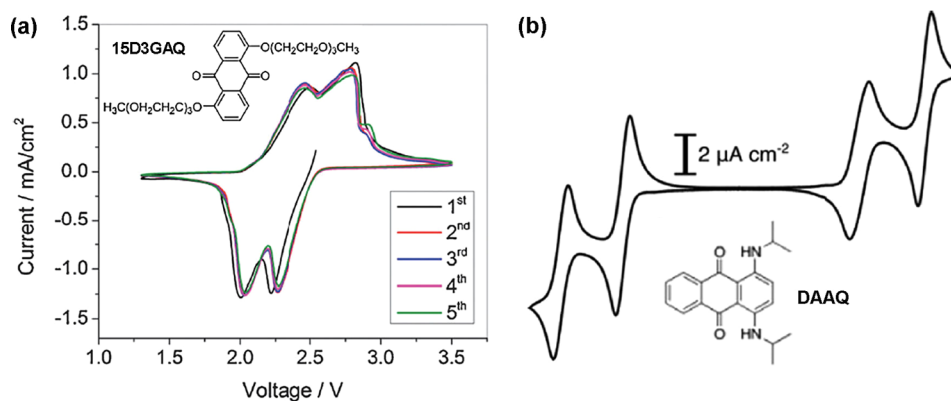 (a)
15D3GAQ
O(CH₂CH₂O)₃CH₃
O
O
H₃C(OH₂CH₂C)₃O
Current / mA/cm²
1.5
1.0
0.5
0.0
-0.5
-1.0
-1.5
1ˢᵗ
2ⁿᵈ
3ʳᵈ
4ᵗʰ
5ᵗʰ
1.0 1.5 2.0 2.5 3.0 3.5
Voltage / V
(b)
2 µA cm⁻²
O
HN
DAAQ
O
HN